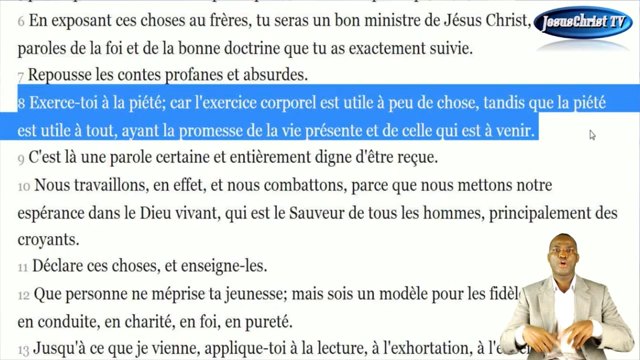 JesusChrist TV
6 En exposant ces choses au frères, tu seras un bon ministre de Jésus Christ,
paroles de la foi et de la bonne doctrine que tu as exactement suivie.
7 Repousse les contes profanes et absurdes.
8 Exerce-toi à la piété; car l'exercice corporel est utile à peu de chose, tandis que la piété
est utile à tout, ayant la promesse de la vie présente et de celle qui est à venir.
9 C'est là une parole certaine et entièrement digne d'être reçue.
10 Nous travaillons, en effet, et nous combattons, parce que nous mettons notre
espérance dans le Dieu vivant, qui est le Sauveur de tous les hommes, principalement des
croyants.
11 Déclare ces choses, et enseigne-les.
12 Que personne ne méprise ta jeunesse; mais sois un modèle pour les
en conduite, en charité, en foi, en pureté.
13 Jusqu'à ce que je vienne, applique-toi à la lecture, à l'exhortation, à